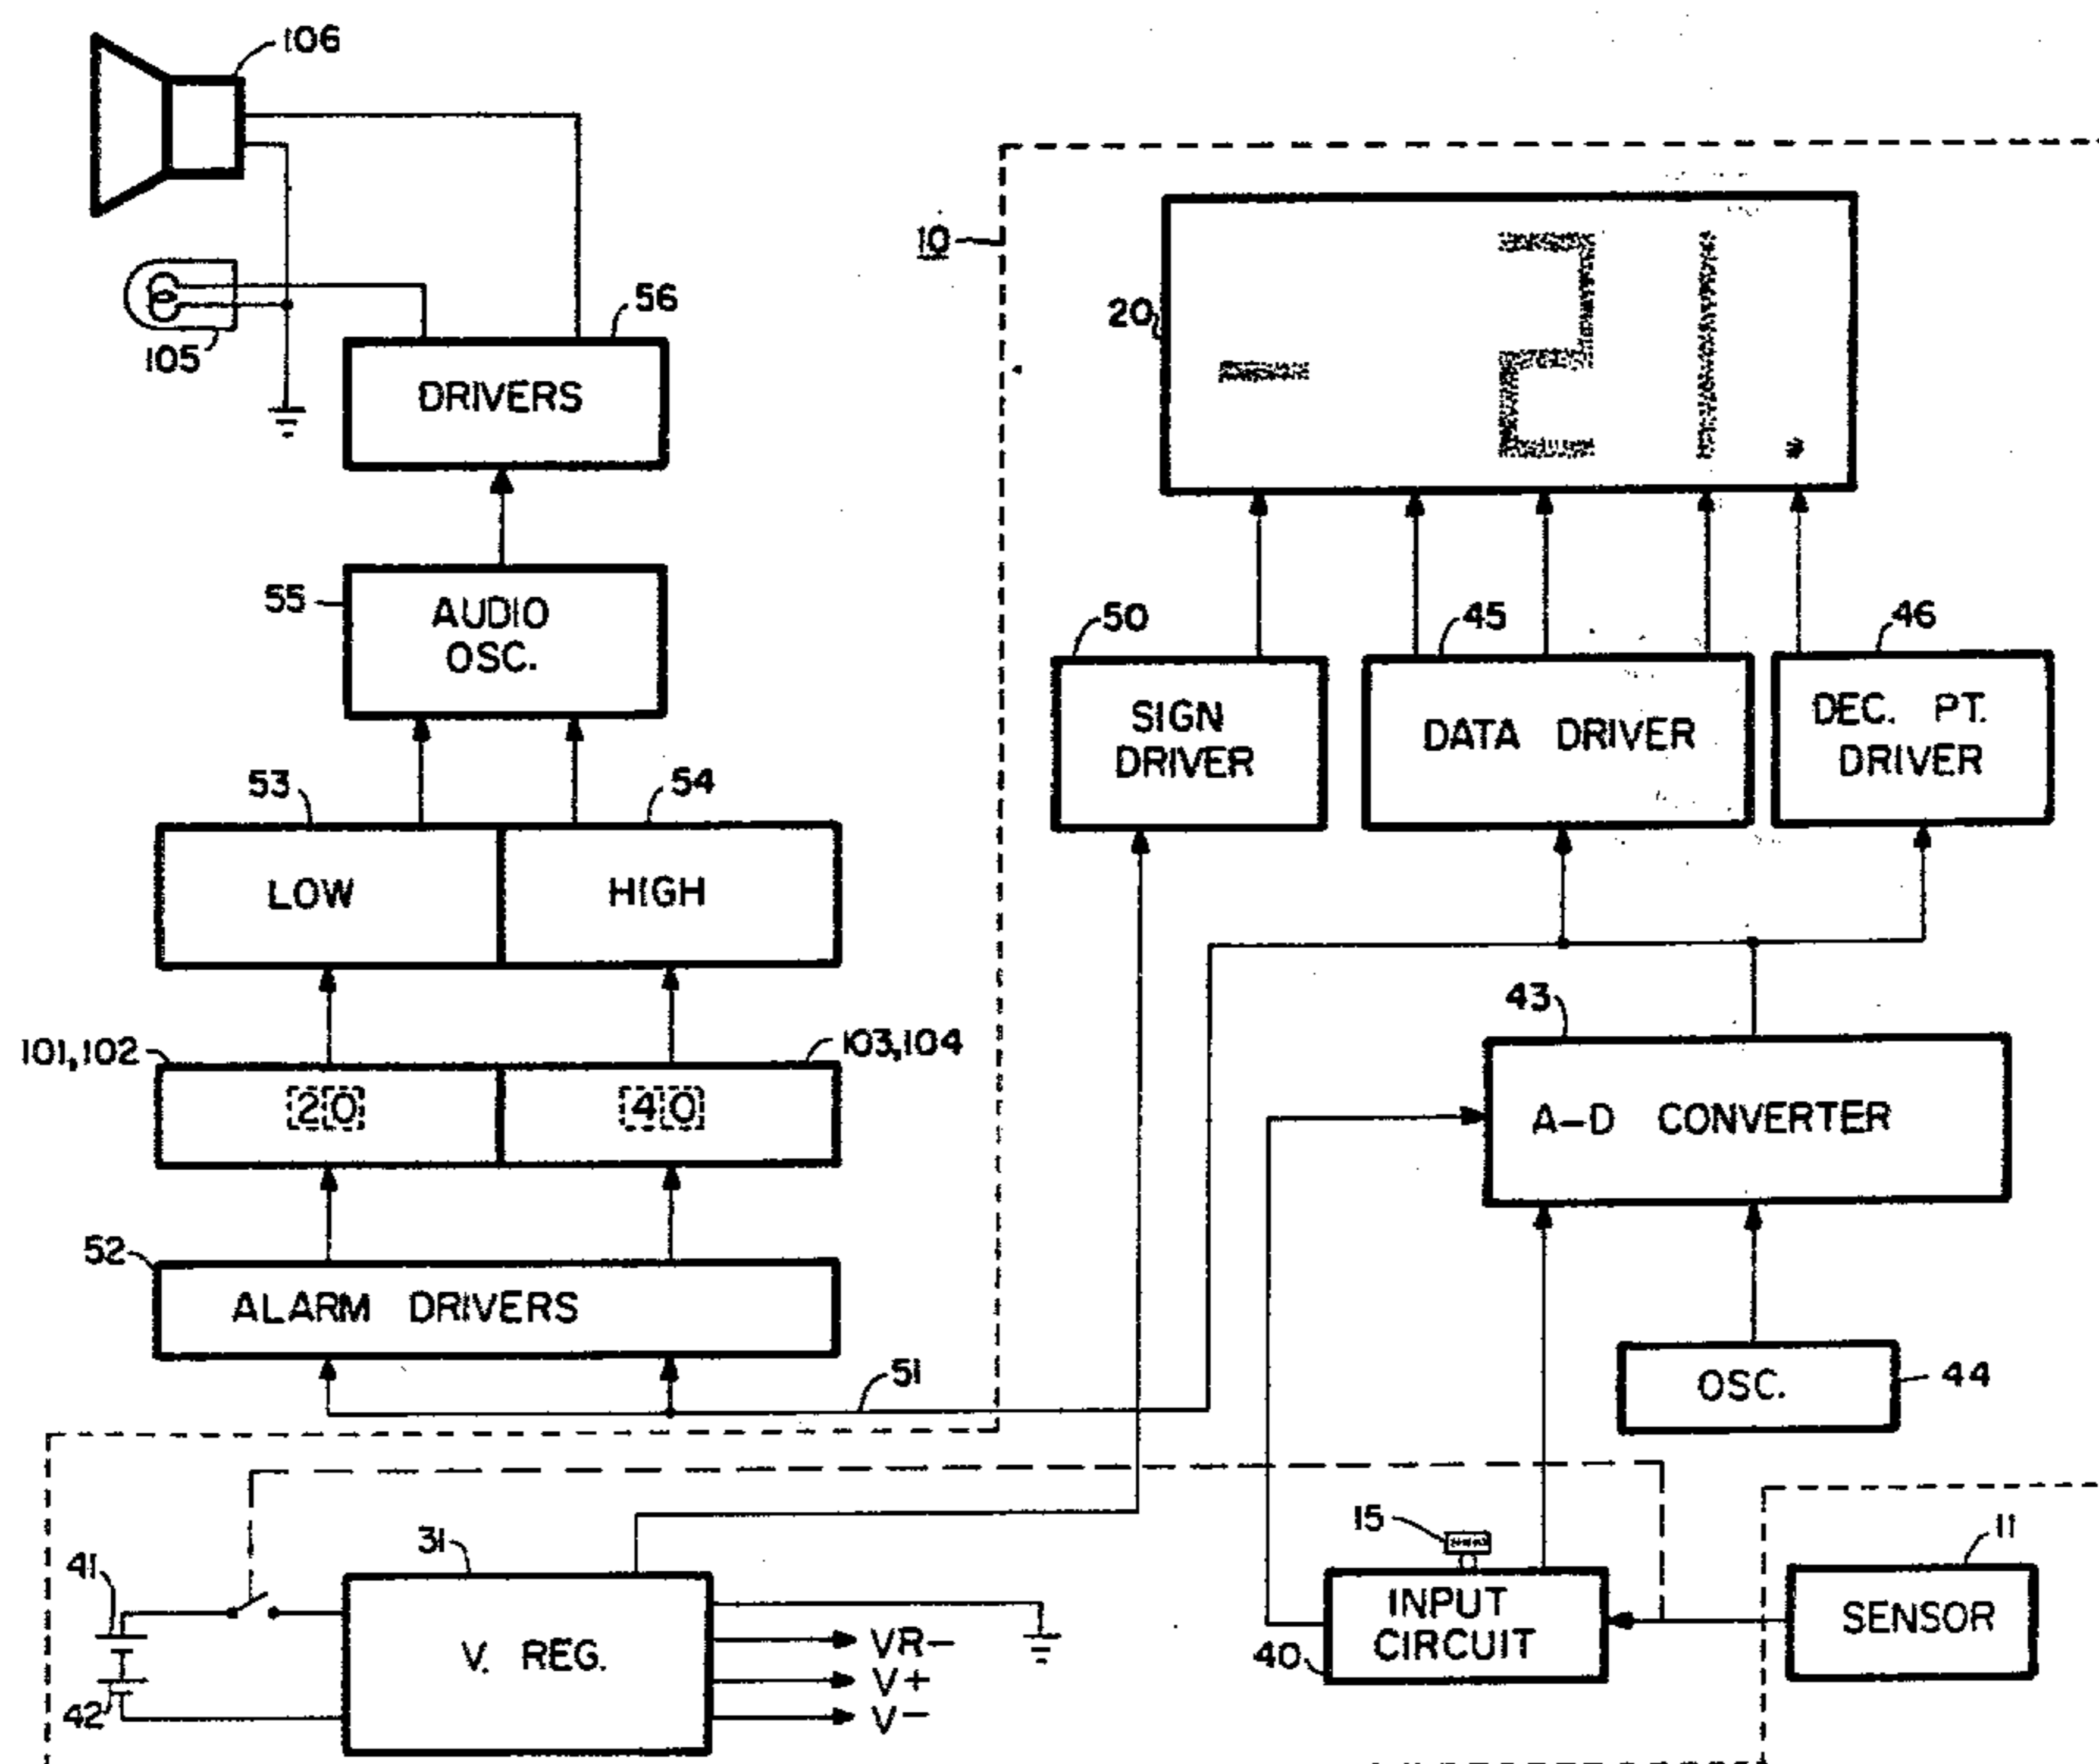 106
10
20
- 21.
56
105
DRIVERS
55
AUDIO
OSC.
50
45
46
SIGN
DRIVER
DATA DRIVER
DEC. PT.
DRIVER
53
54
LOW
HIGH
43
101,102
103,104
20
40
A-D CONVERTER
52
ALARM DRIVERS
51
OSC.
44
41
31
15
11
V. REG.
VR-
V+
V-
42
INPUT
CIRCUIT
40
SENSOR